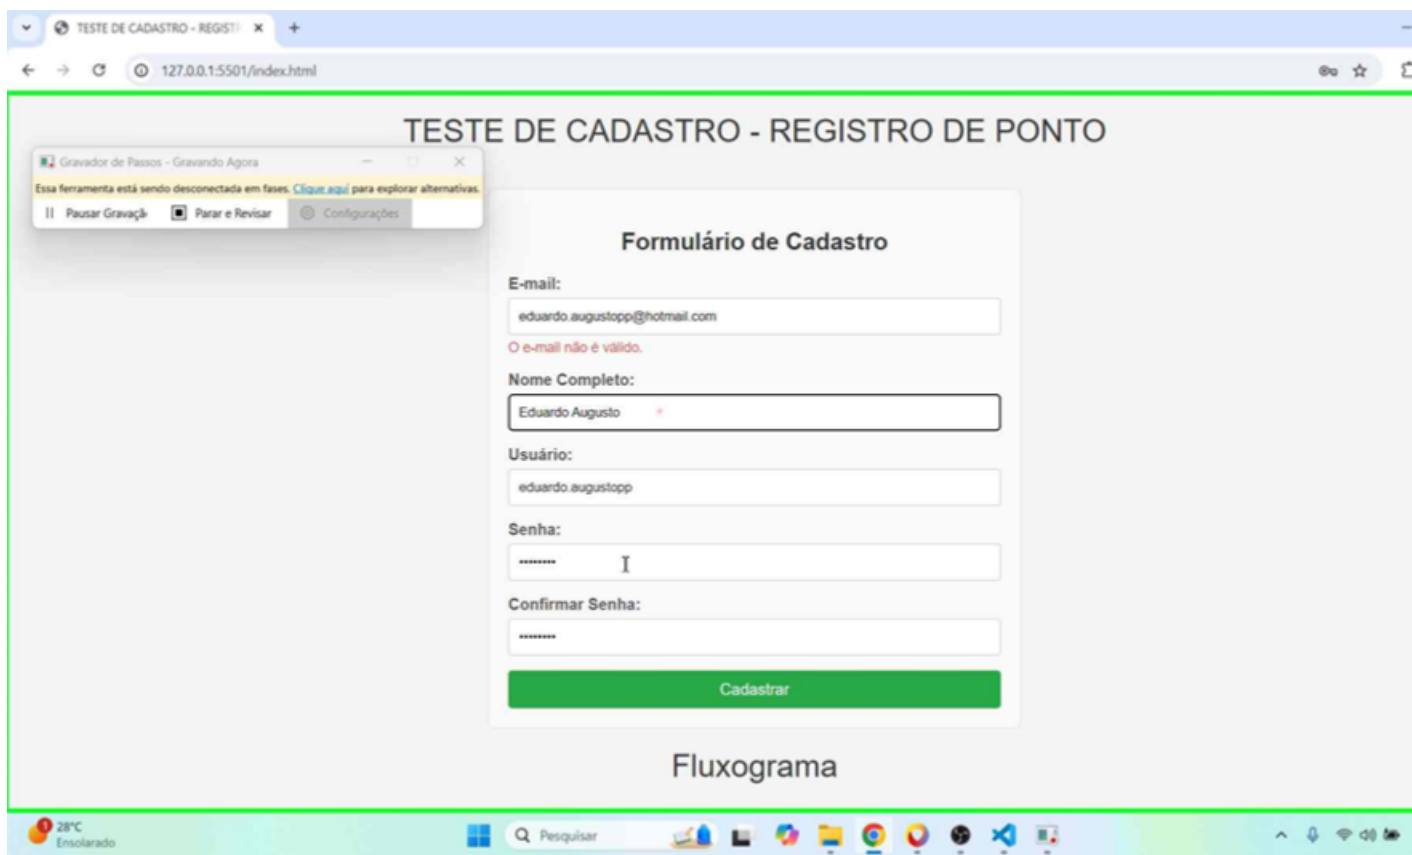 TESTE DE CADASTRO - REGISTR
127.0.0.1:5501/index.html
TESTE DE CADASTRO - REGISTRO DE PONTO
Gravador de Passos - Gravando Agora
Essa ferramenta está sendo desconectada em fases. Clique aqui para explorar alternativas.
Pausar Gravaçã
Parar e Revisar
Configurações
Formulário de Cadastro
E-mail:
eduardo.augustopp@hotmail.com
O e-mail não é válido.
Nome Completo:
Eduardo Augusto
Usuário:
eduardo.augustopp
Senha:
••••••••
Confirmar Senha:
••••••••
Cadastrar
Fluxograma
1
28°C
Ensolarado
Pesquisar